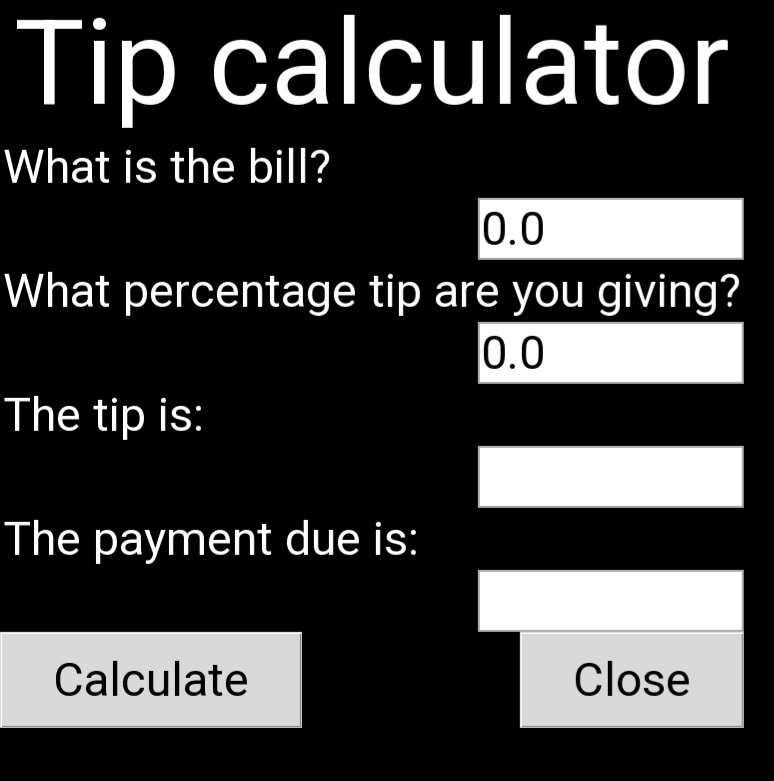 Tip calculator
What is the bill?
0.0
What percentage tip are you giving?
0.0
The tip is:
The payment due is:
Calculate Close